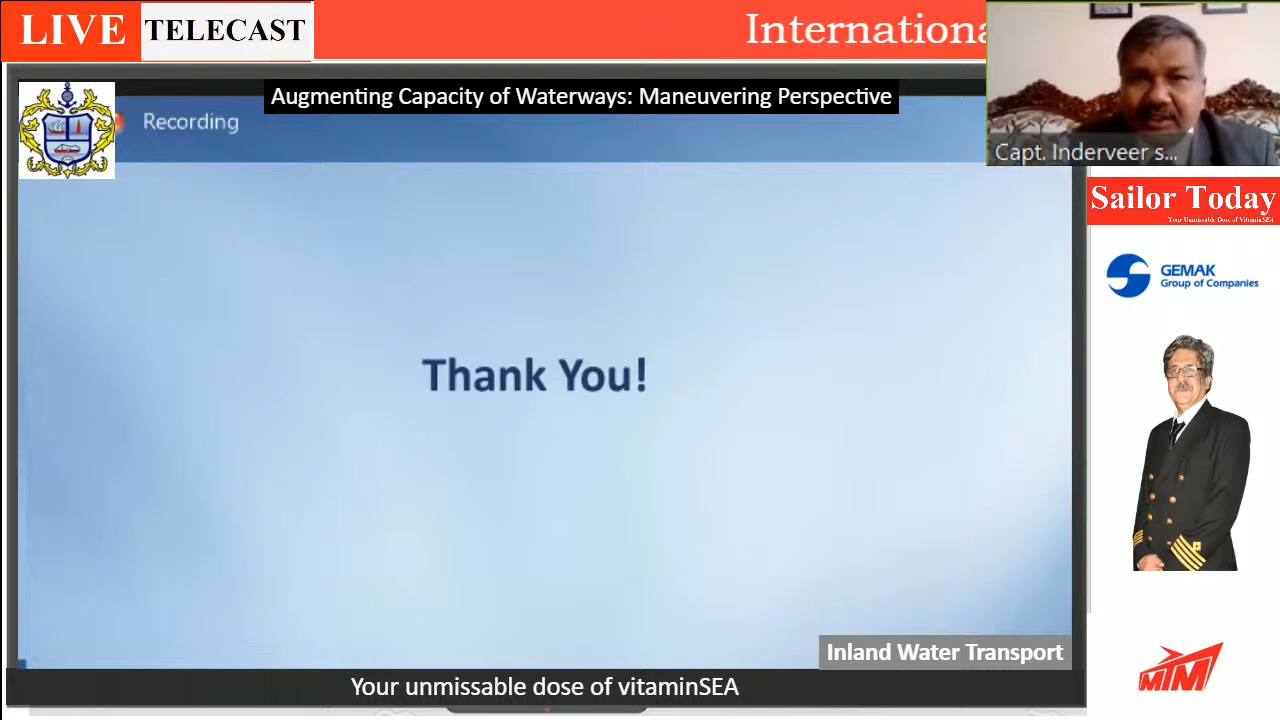 LIVE TELECAST
Internationa
Augmenting Capacity of Waterways: Maneuvering Perspective
Recording
Capt. Inderveer s...
Sailor Today
Your Unmissable Dose of VitaminSEA
GEMAK
Group of Companies
Thank You!
Inland Water Transport
MTM
Your unmissable dose of vitaminSEA